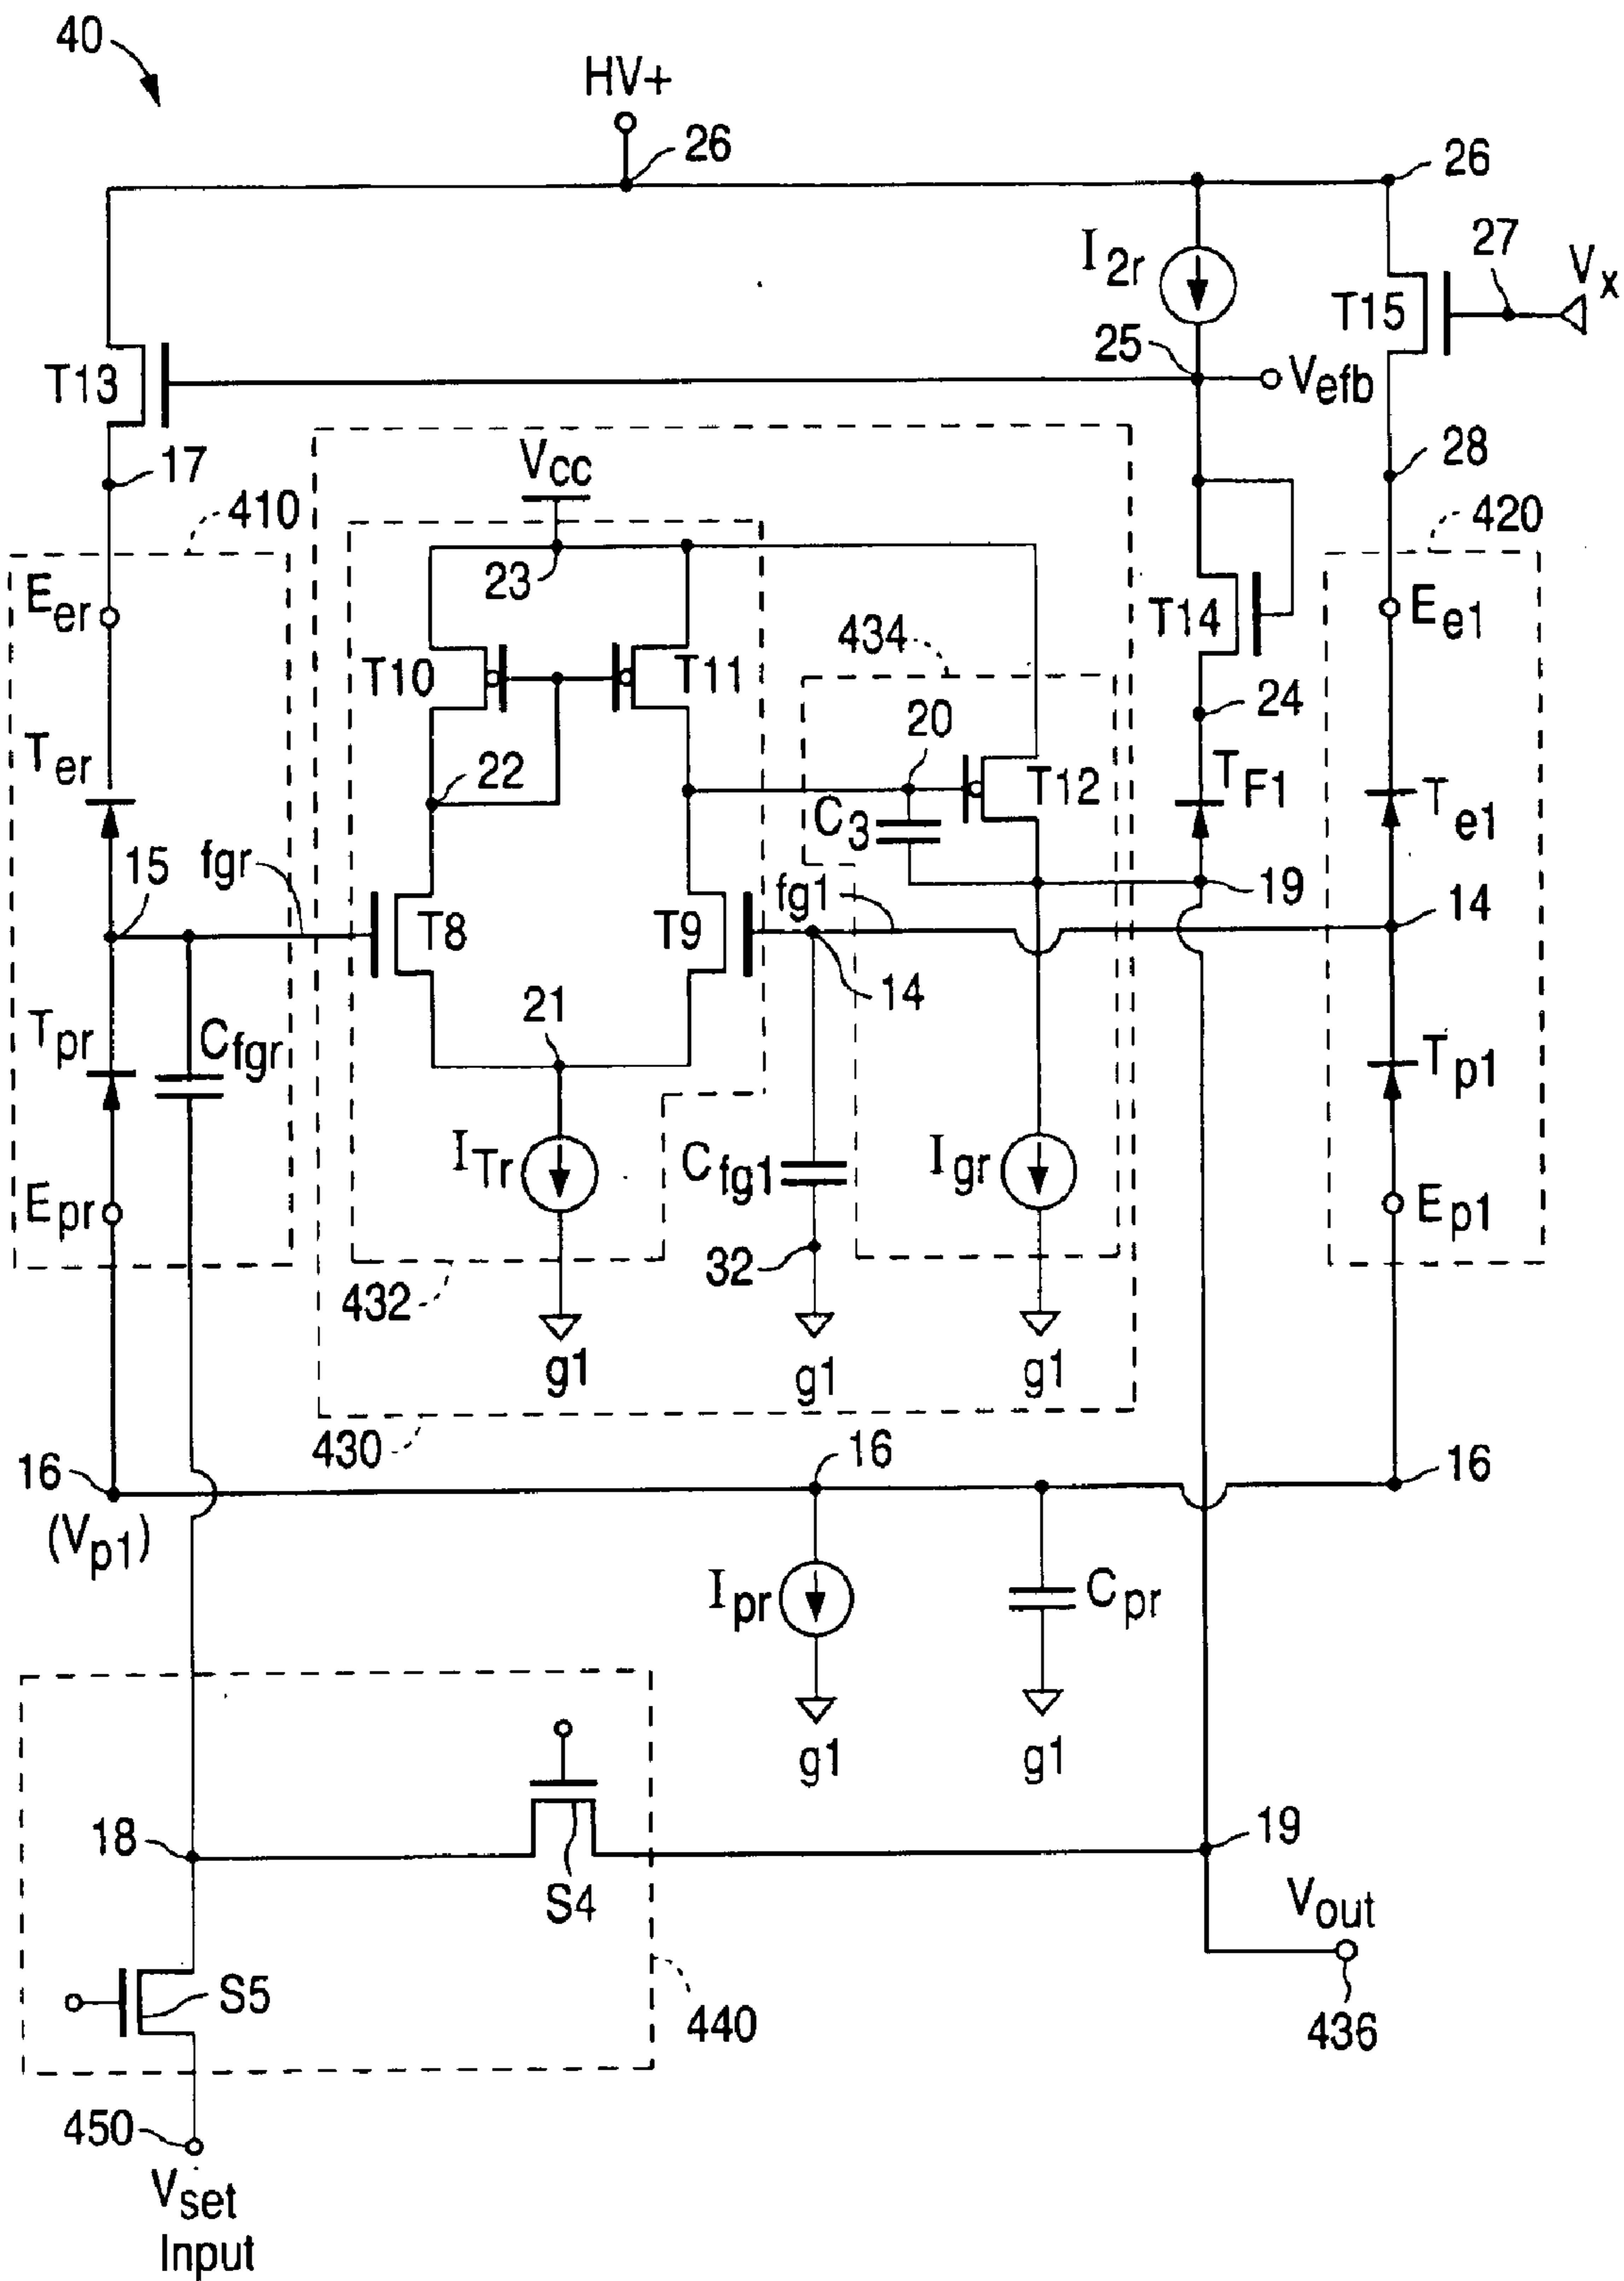 40
HV+
26
26
I2r
27
Vx
T15
25
Vefb
T13
17
Vcc
28
410
420
23
Eer
Ee1
T14
434
T10
T11
20
24
Ter
T12
TF1
Te1
22
C3
15
fgr
19
fg1
14
T8
T9
14
21
Tpr
Cfgr
Tp1
ITr
Cfg1
Igr
Epr
Ep1
32
432
g1
g1
g1
430
16
16
16
(Vp1)
Ipr
Cpr
g1
g1
18
19
S4
Vout
S5
440
436
450
Vset
Input